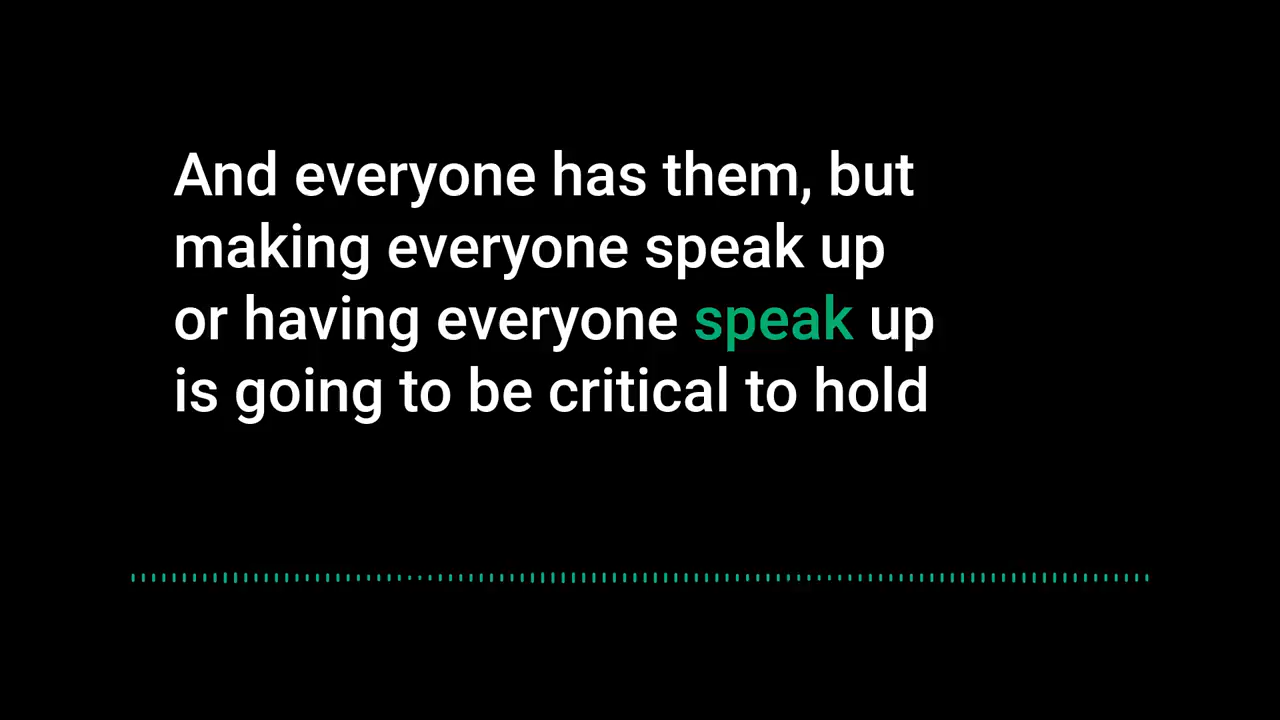 And everyone has them, but
making everyone speak up
or having everyone speak up
is going to be critical to hold